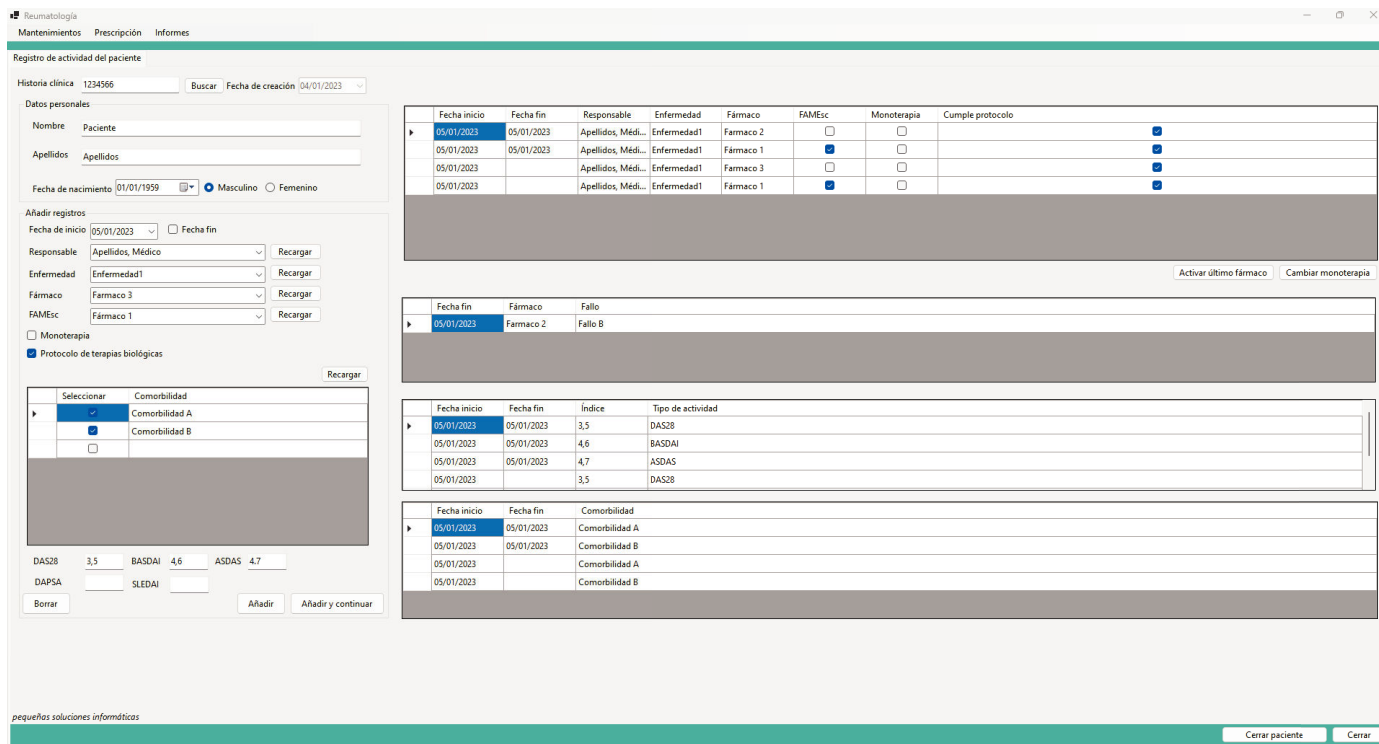 Reumatología
Mantenimientos Prescripción Informes
Registro de actividad del paciente
Historia clínica 1234566 Buscar Fecha de creación 04/01/2023
Datos personales
Nombre Paciente
Apellidos Apellidos
Fecha de nacimiento 01/01/1959 Masculino Femenino
Añadir registros
Fecha de inicio 05/01/2023 Fecha fin
Responsable Apellidos, Médico Recargar
Enfermedad Enfermedad1 Recargar
Fármaco Farmaco 3 Recargar
FAMEsc Fármaco 1 Recargar
Monoterapia
Protocolo de terapias biológicas
Recargar
Seleccionar Comorbilidad
Comorbilidad A
Comorbilidad B
DAS28 3,5 BASDAI 4,6 ASDAS 4.7
DAPSA SLEDAI
Borrar Añadir Añadir y continuar
Fecha inicio Fecha fin Responsable Enfermedad Fármaco FAMEsc Monoterapia Cumple protocolo
05/01/2023 05/01/2023 Apellidos, Médi... Enfermedad1 Farmaco 2
05/01/2023 05/01/2023 Apellidos, Médi... Enfermedad1 Fármaco 1
05/01/2023 Apellidos, Médi... Enfermedad1 Farmaco 3
05/01/2023 Apellidos, Médi... Enfermedad1 Fármaco 1
Activar último fármaco Cambiar monoterapia
Fecha fin Fármaco Fallo
05/01/2023 Farmaco 2 Fallo B
Fecha inicio Fecha fin Índice Tipo de actividad
05/01/2023 05/01/2023 3,5 DAS28
05/01/2023 05/01/2023 4,6 BASDAI
05/01/2023 05/01/2023 4,7 ASDAS
05/01/2023 3,5 DAS28
Fecha inicio Fecha fin Comorbilidad
05/01/2023 05/01/2023 Comorbilidad A
05/01/2023 05/01/2023 Comorbilidad B
05/01/2023 Comorbilidad A
05/01/2023 Comorbilidad B
pequeñas soluciones informáticas
Cerrar paciente Cerrar